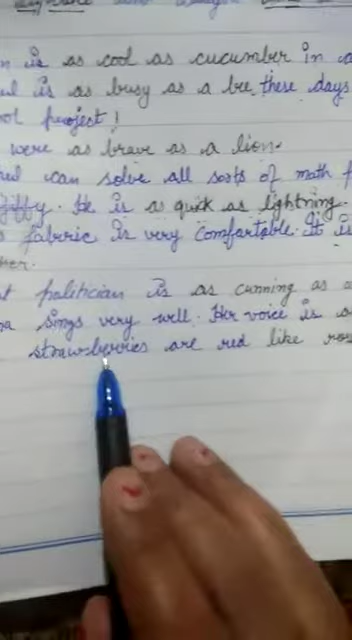 is as cool as cucumber in
is as busy as a bee these days
project!
were as brave as a lion.
can solve all sorts of math
jiffy. He is as quick as lightning.
fabric is very comfortable. It is
politician is as cunning as
sings very well. Her voice is
strawberries are red like